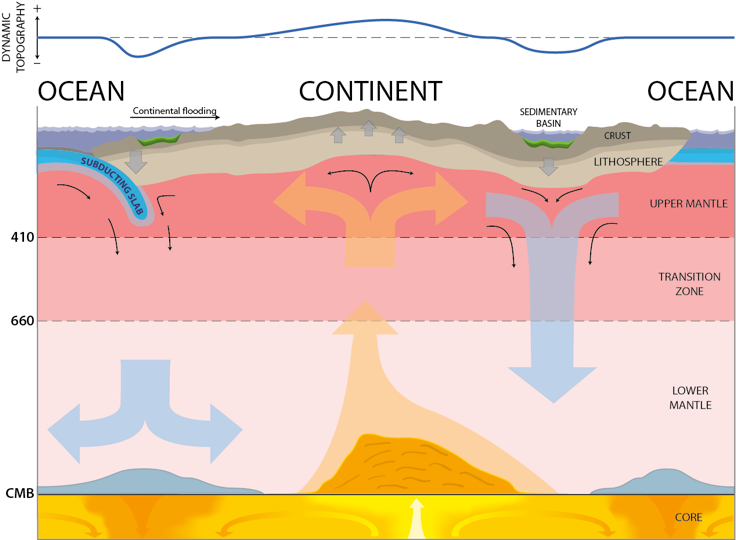 DYNAMIC
TOPOGRAPHY
+
-
OCEAN
CONTINENT
OCEAN
Continental flooding
SEDIMENTARY
BASIN
CRUST
LITHOSPHERE
SUBDUCTING SLAB
UPPER MANTLE
410
TRANSITION
ZONE
660
LOWER
MANTLE
CMB
CORE